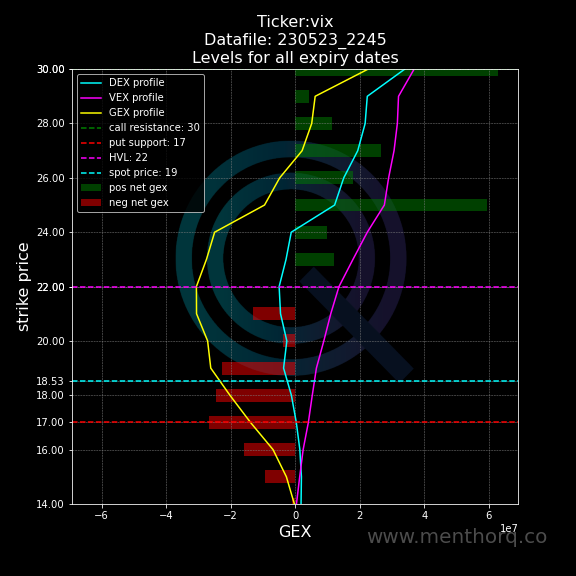 Ticker:vix
Datafile: 230523_2245
Levels for all expiry dates
DEX profile
VEX profile
GEX profile
call resistance: 30
put support: 17
HVL: 22
spot price: 19
pos net gex
neg net gex
strike price
30.00
28.00
26.00
24.00
22.00
20.00
18.53
18.00
17.00
16.00
14.00
−6 −4 −2 0 2 4 6
1e7
GEX
www.menthorq.co